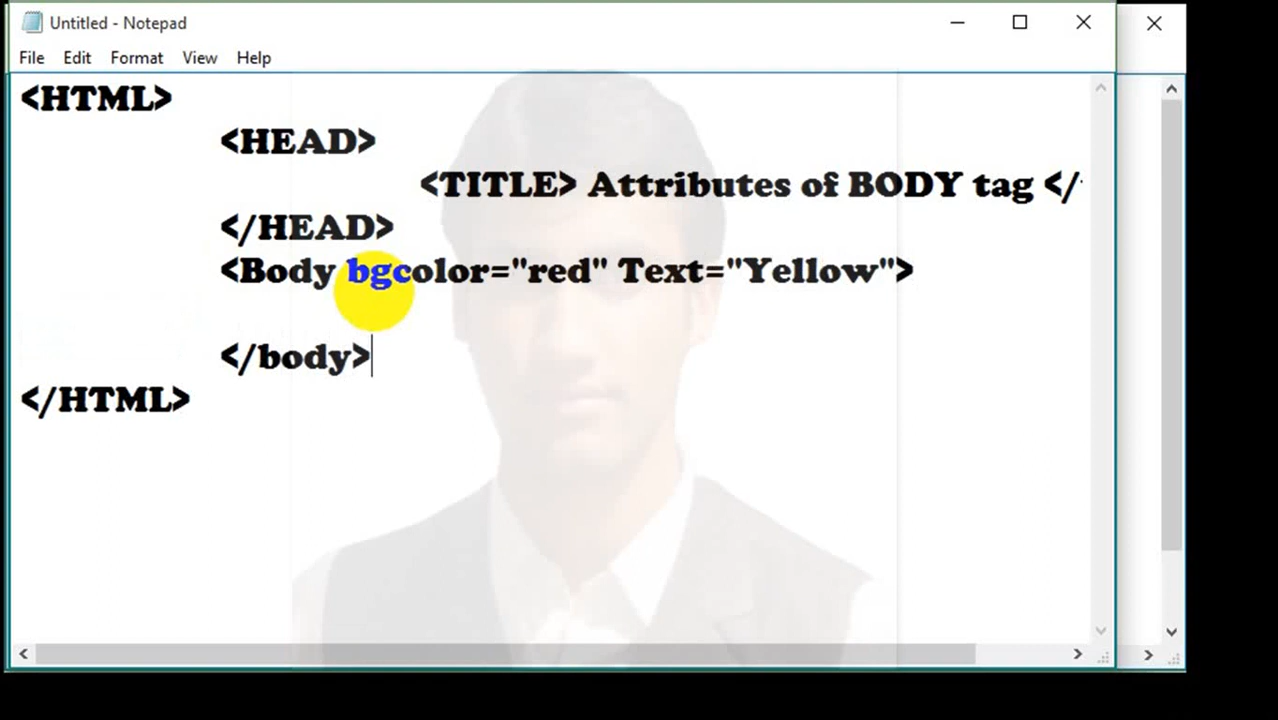 Untitled - Notepad
File Edit Format View Help
<HTML>
<HEAD>
<TITLE> Attributes of BODY tag </
</HEAD>
<Body bgcolor="red" Text="Yellow">
</body>
</HTML>